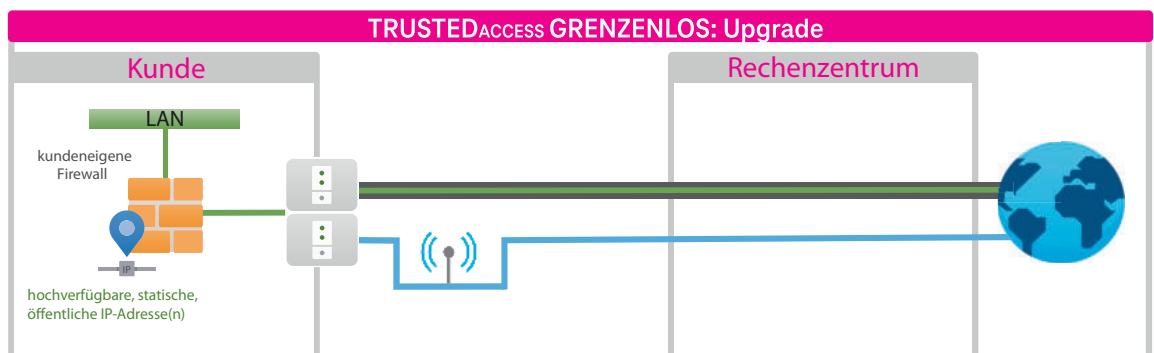 TRUSTEDACCESS GRENZENLOS: Upgrade
Kunde
Rechenzentrum
LAN
kundeneigene
Firewall
IP
hochverfügbare, statische,
öffentliche IP-Adresse(n)